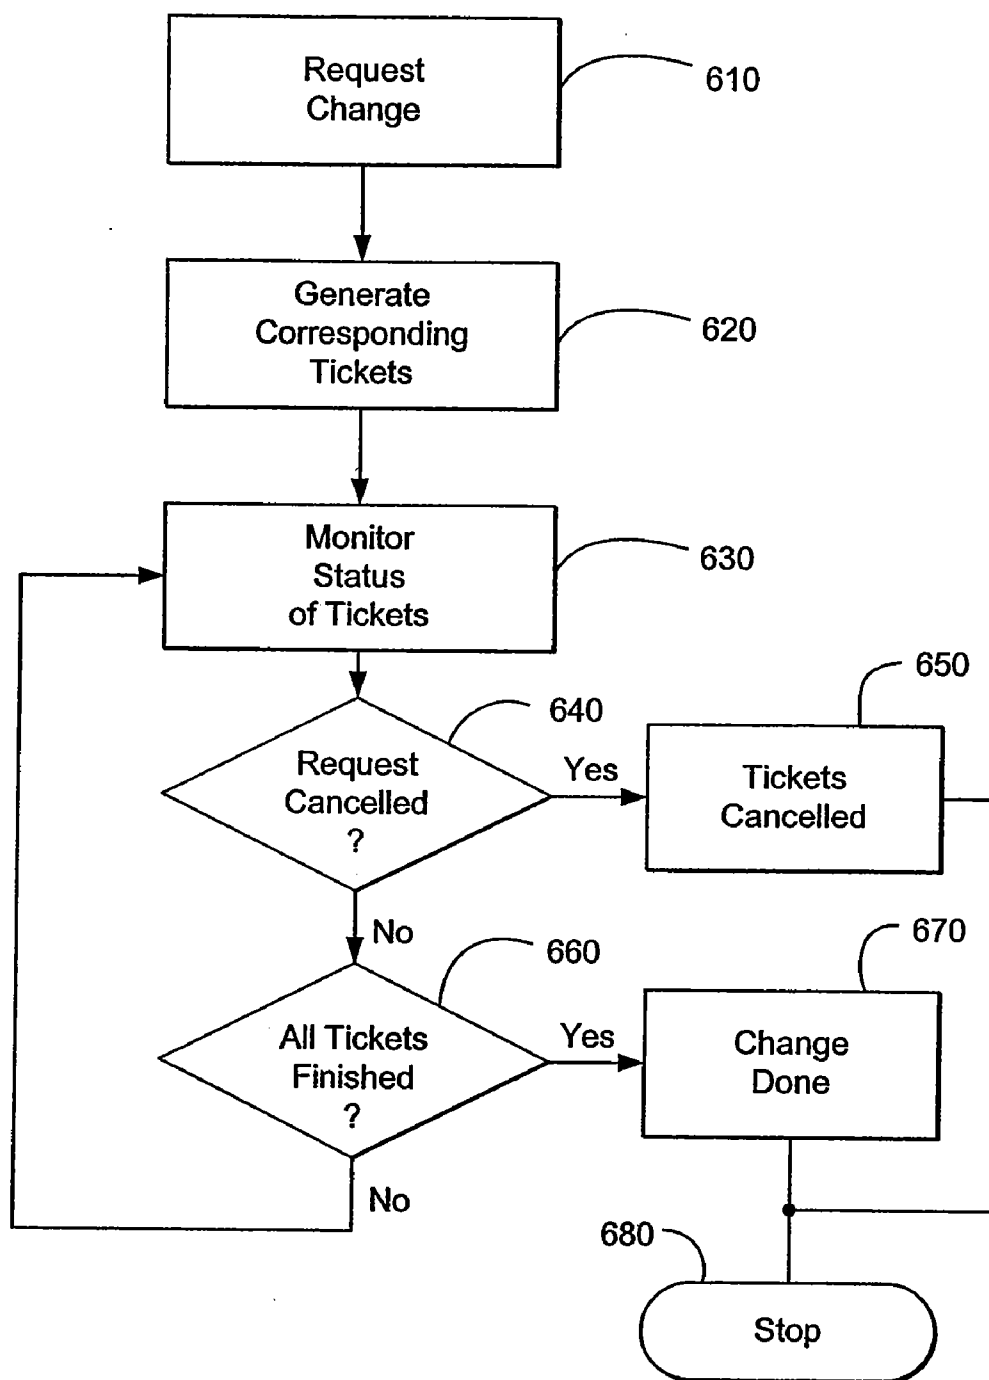 Request
Change
610
Generate
Corresponding
Tickets
620
Monitor
Status
of Tickets
630
Request
Cancelled
?
640
Yes
Tickets
Cancelled
650
No
All Tickets
Finished
?
660
Yes
Change
Done
670
No
680
Stop